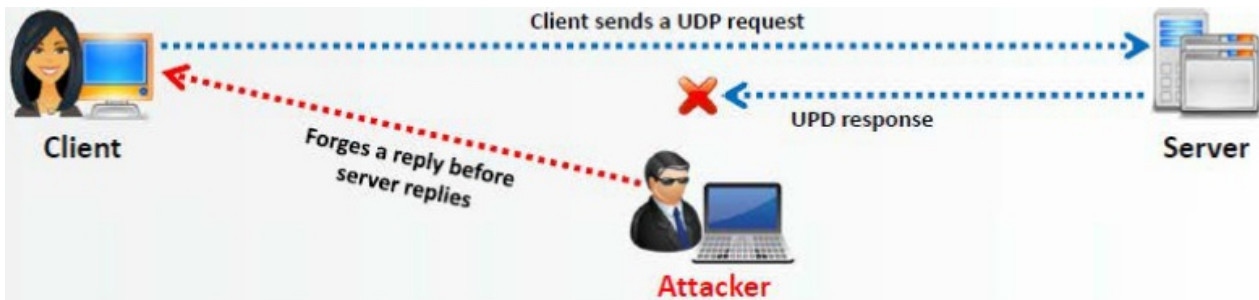 Client sends a UDP request
UPD response
Client
Server
Forges a reply before
server replies
Attacker